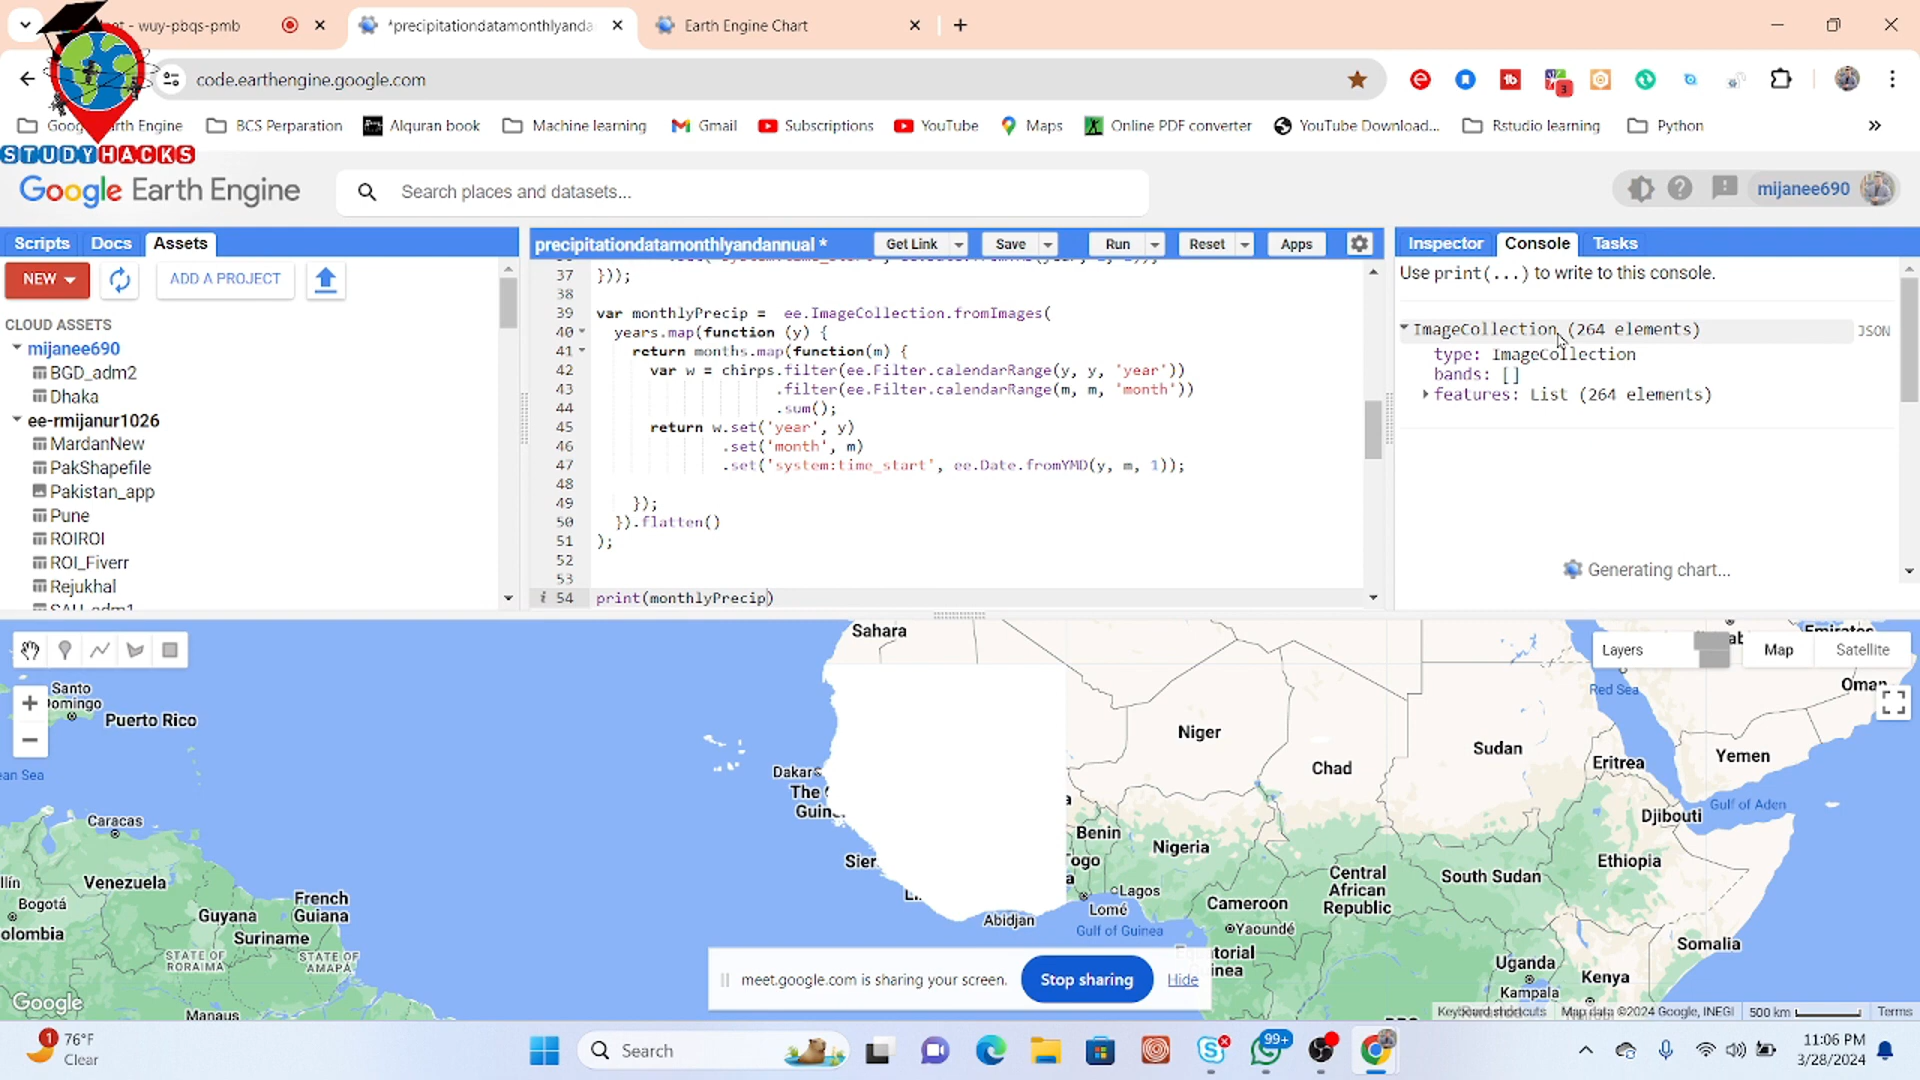 - wuy-pbqs-pmb
*precipitationdatamonthlyanda
Earth Engine Chart
code.earthengine.google.com
3
BCS Perparation
Alquran book
Machine learning
Gmail
Subscriptions
YouTube
Maps
Online PDF converter
YouTube Download...
Rstudio learning
Python
STUDYHACKS
Google Earth Engine
Search places and datasets...
mijanee690
Scripts
Docs
Assets
precipitationdatamonthlyandannual *
Get Link
Save
Run
Reset
Apps
Inspector
Console
Tasks
NEW
ADD A PROJECT
CLOUD ASSETS
mijanee690
BGD_adm2
Dhaka
ee-rmijanur1026
MardanNew
PakShapefile
Pakistan_app
Pune
ROIROI
ROI_Fiverr
Rejukhal
37 }));
38
39 var monthlyPrecip =  ee.ImageCollection.fromImages(
40 years.map(function (y) {
41 return months.map(function(m) {
42 var w = chirps.filter(ee.Filter.calendarRange(y, y, 'year'))
43 .filter(ee.Filter.calendarRange(m, m, 'month'))
44 .sum();
45 return w.set('year', y)
46 .set('month', m)
47 .set('system:time_start', ee.Date.fromYMD(y, m, 1));
48
49 });
50 }).flatten()
51 );
52
53
i 54 print(monthlyPrecip)
Use print(...) to write to this console.
ImageCollection (264 elements)
JSON
type: ImageCollection
bands: []
features: List (264 elements)
Generating chart...
Layers
Map
Satellite
Santo
Domingo
Puerto Rico
Caracas
Venezuela
Bogotá
Guyana
French
Guiana
Suriname
STATE OF
RORAIMA
STATE OF
AMAPÁ
Manaus
Sahara
Dakar
The
Abidjan
Niger
Chad
Sudan
Eritrea
Yemen
Red Sea
Oman
Gulf of Aden
Djibouti
Benin
Nigeria
Lagos
Lomé
Gulf of Guinea
Cameroon
Yaoundé
Central
African
Republic
South Sudan
Ethiopia
Somalia
Uganda
Kenya
Kampala
Google
meet.google.com is sharing your screen.
Stop sharing
Hide
Keyboard shortcuts
Map data ©2024 Google, INEGI
500 km
Terms
1
76°F
Clear
Search
99+
11:06 PM
3/28/2024